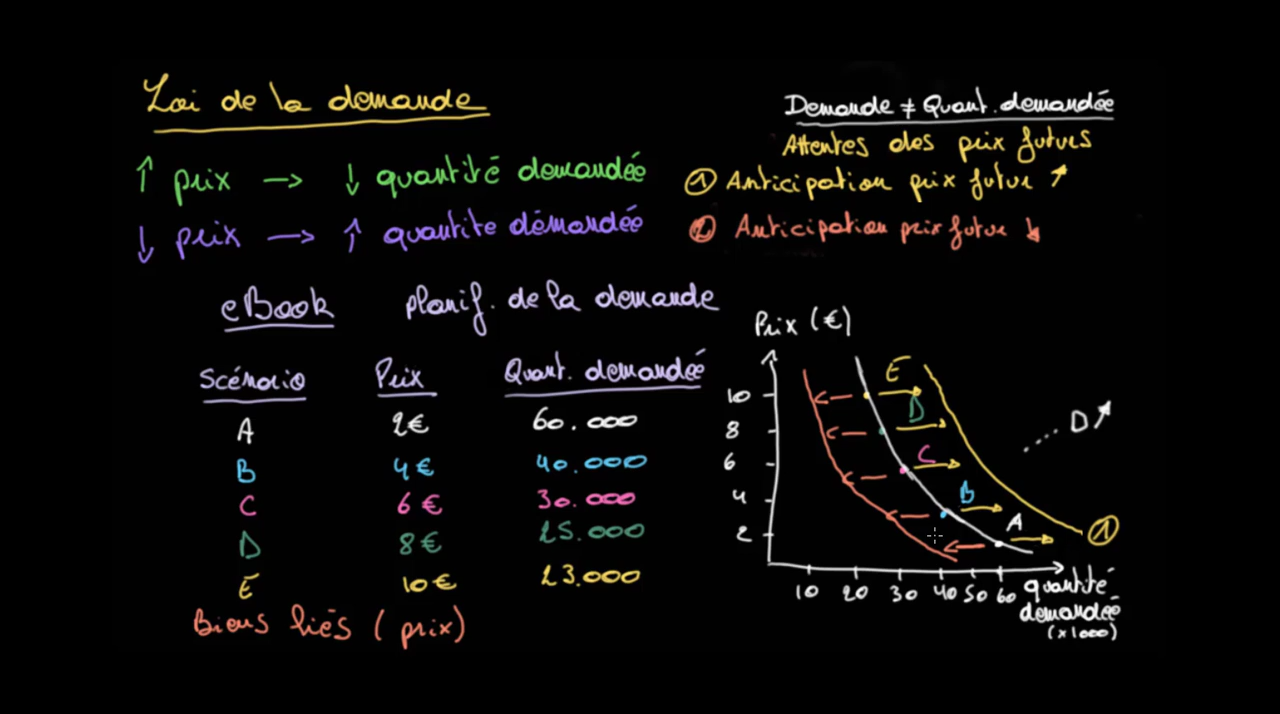 Loi de la demande
↑ prix → ↓ quantité demandée
↓ prix → ↑ quantite démandée
Demande ≠ Quant. demandée
Attentes des prix futurs
① Anticipation prix futur ↗
② Anticipation prix futur ↘
eBook planif. de la demande
Scénario Prix Quant. demandée
A 2€ 60.000
B 4€ 40.000
C 6€ 30.000
D 8€ 25.000
E 10€ 23.000
Biens liés (prix)
Prix (€)
10
8
6
4
2
E
D
C
B
A
D↗
①
10 20 30 40 50 60
quantité
demandée
(x1000)